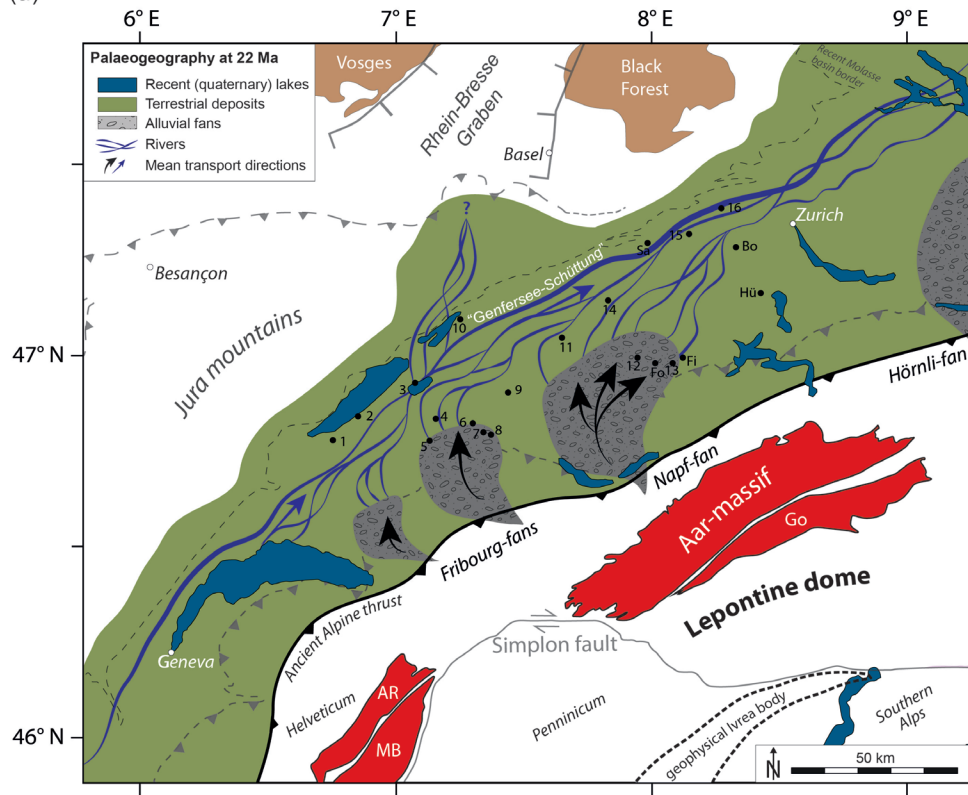 6° E
7° E
8° E
9° E
Palaeogeography at 22 Ma
Recent (quaternary) lakes
Terrestrial deposits
Alluvial fans
Rivers
Mean transport directions
Vosges
Rhein-Bresse
Graben
Black
Forest
Recent Molasse
basin border
Basel
?
Besançon
Jura mountains
"Genfersee-Schüttung"
Zurich
16
15
Sa
Bo
Hü
14
10
11
47° N
12
Fo
13
Fi
3
9
2
1
4
6
5
7
8
Hörnli-fan
Napf-fan
Fribourg-fans
Aar-massif
Go
Lepontine dome
Ancient Alpine thrust
Simplon fault
Geneva
Helveticum
AR
MB
Penninicum
geophysical Ivrea body
Southern
Alps
46° N
N
50 km